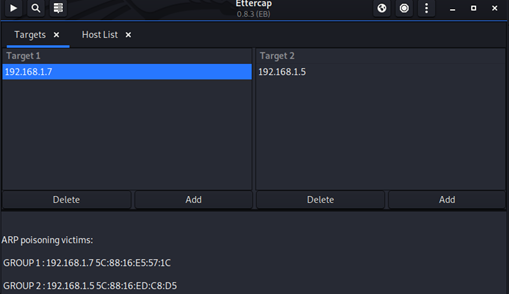 Ettercap
0.8.3 (EB)
Targets × Host List ×
Target 1 Target 2
192.168.1.7 192.168.1.5
Delete Add Delete Add
ARP poisoning victims:
GROUP 1 : 192.168.1.7 5C:88:16:E5:57:1C
GROUP 2 : 192.168.1.5 5C:88:16:ED:C8:D5